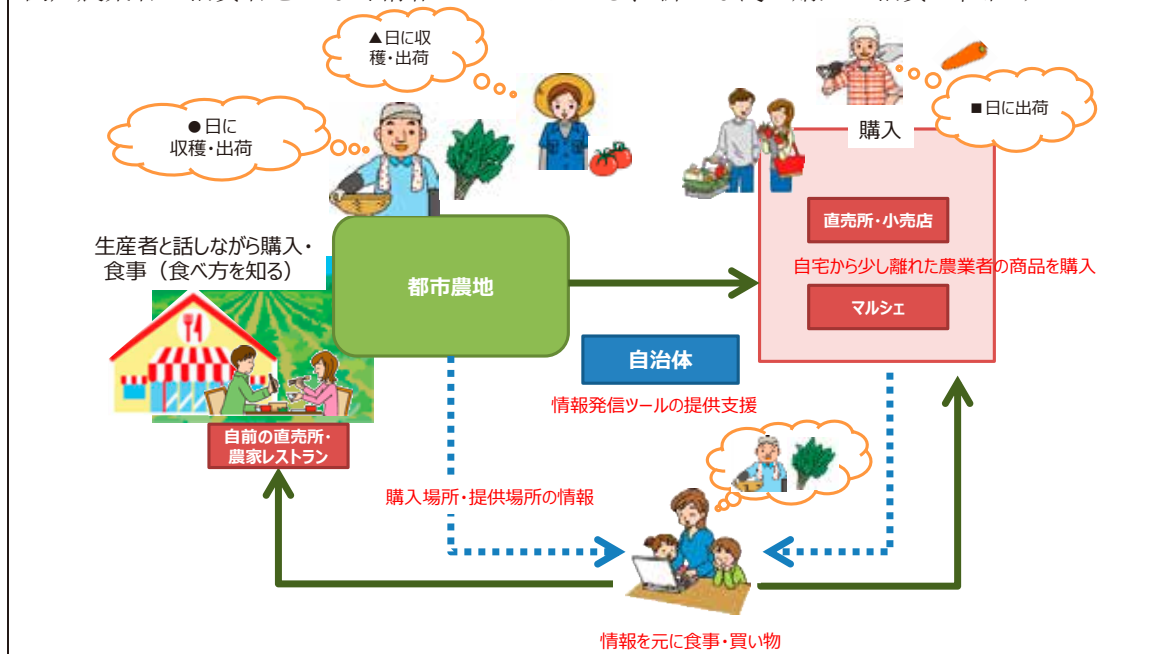 ▲日に収
穫・出荷
●日に
収穫・出荷
■日に出荷
購入
直売所・小売店
自宅から少し離れた農業者の商品を購入
マルシェ
生産者と話しながら購入・
食事（食べ方を知る）
都市農地
自治体
情報発信ツールの提供支援
自前の直売所・
農家レストラン
購入場所・提供場所の情報
情報を元に食事・買い物